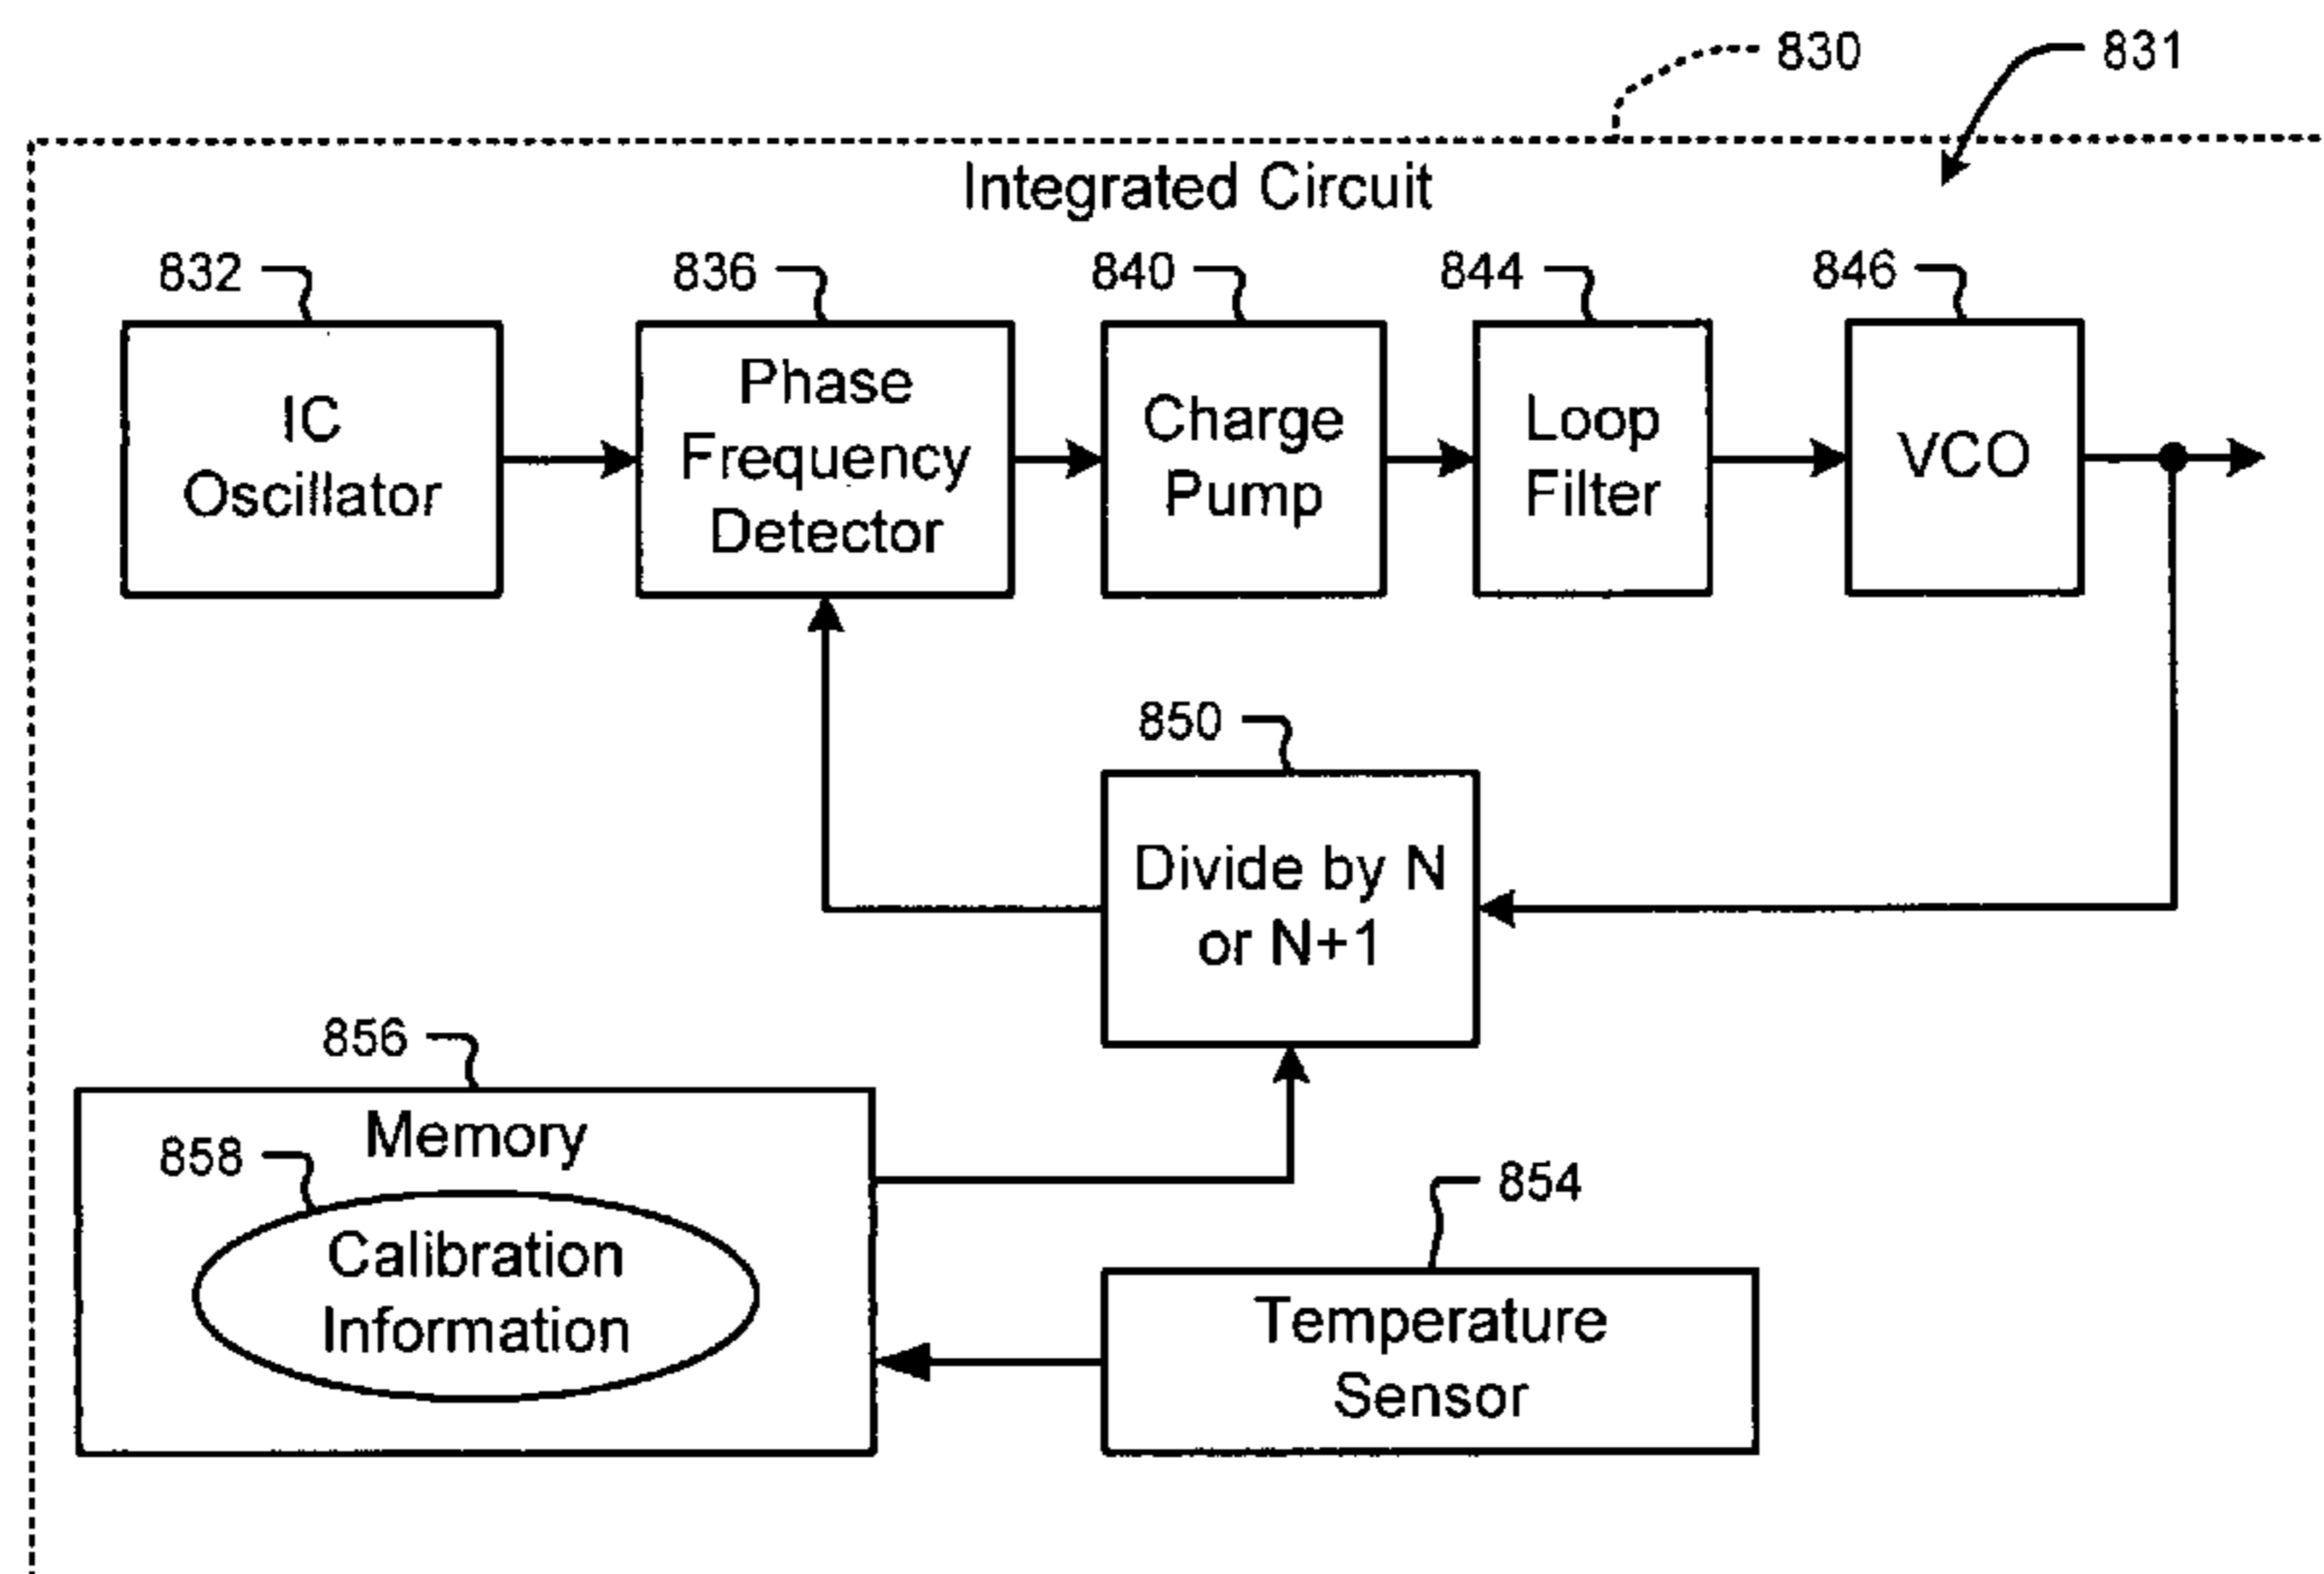 830
831
Integrated Circuit
832
836
840
844
846
IC
Oscillator
Phase
Frequency
Detector
Charge
Pump
Loop
Filter
VCO
850
Divide by N
or N+1
856
Memory
858
Calibration
Information
854
Temperature
Sensor